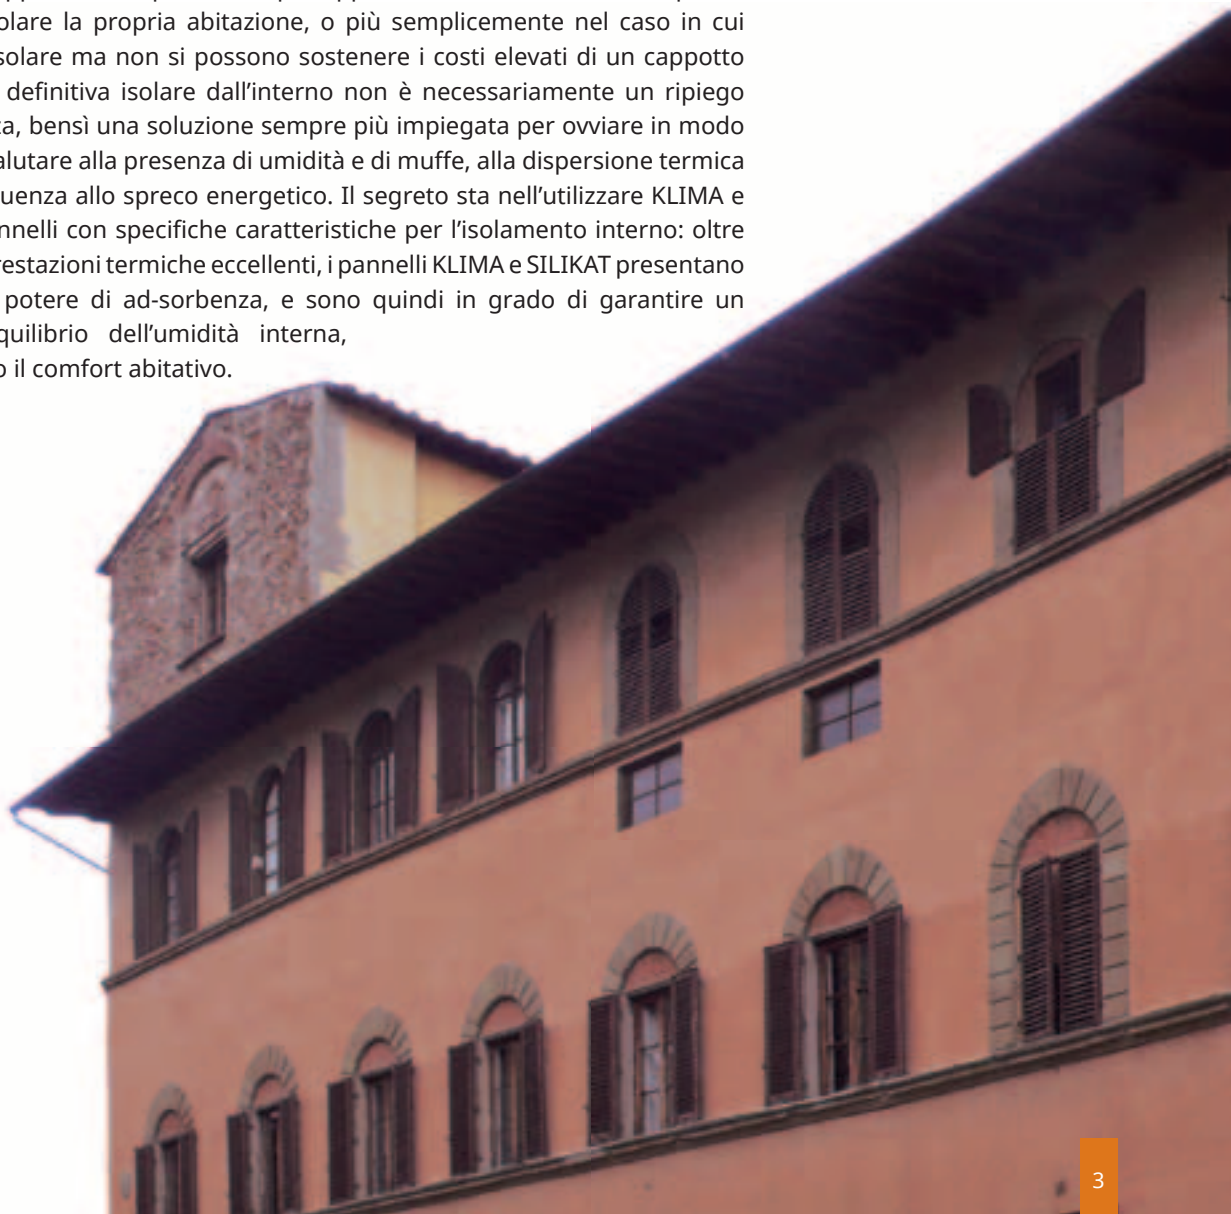 olare la propria abitazione, o più semplicemente nel caso in cui
solare ma non si possono sostenere i costi elevati di un cappotto
definitiva isolare dall'interno non è necessariamente un ripiego
za, bensì una soluzione sempre più impiegata per ovviare in modo
alutare alla presenza di umidità e di muffe, alla dispersione termica
uenza allo spreco energetico. Il segreto sta nell'utilizzare KLIMA e
nnelli con specifiche caratteristiche per l'isolamento interno: oltre
restazioni termiche eccellenti, i pannelli KLIMA e SILIKAT presentano
potere di ad-sorbenza, e sono quindi in grado di garantire un
quilibrio dell'umidità interna,
o il comfort abitativo.
3